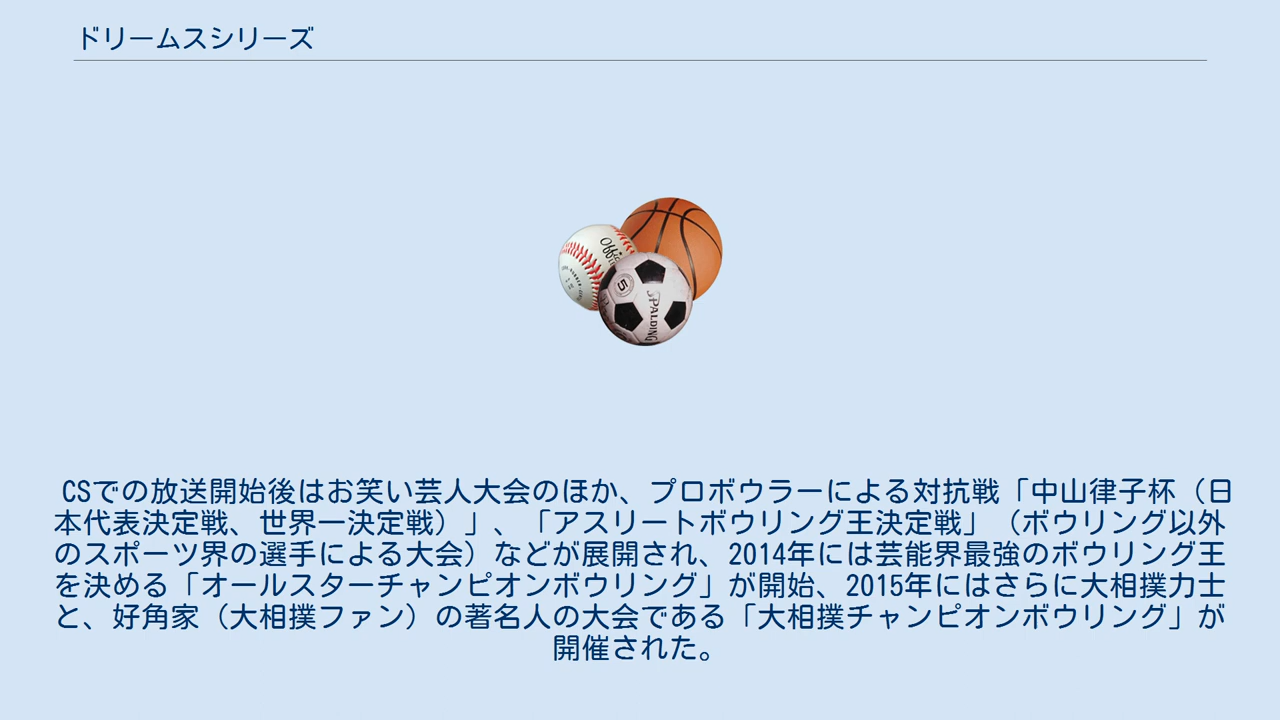 ドリームスシリーズ
Offic
5
SPALDING
CSでの放送開始後はお笑い芸人大会のほか、プロボウラーによる対抗戦「中山律子杯（日
本代表決定戦、世界一決定戦）」、「アスリートボウリング王決定戦」（ボウリング以外
のスポーツ界の選手による大会）などが展開され、2014年には芸能界最強のボウリング王
を決める「オールスターチャンピオンボウリング」が開始、2015年にはさらに大相撲力士
と、好角家（大相撲ファン）の著名人の大会である「大相撲チャンピオンボウリング」が
開催された。